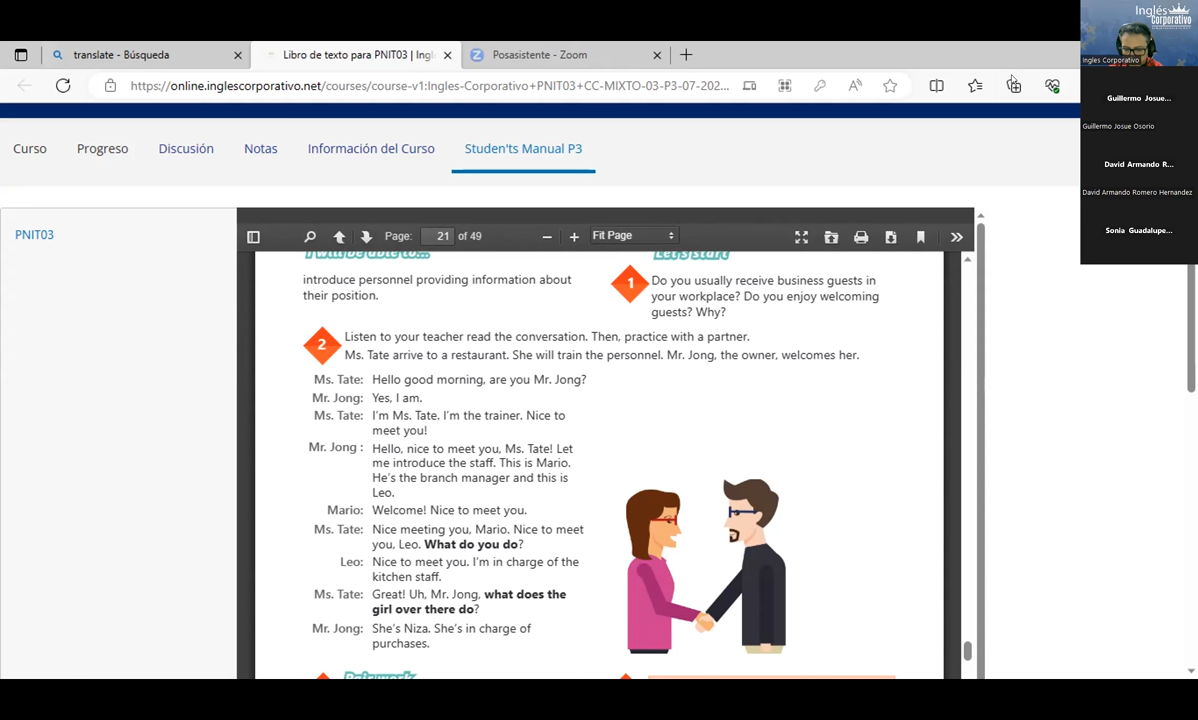 translate - Búsqueda
Libro de texto para PNIT03 | Ingl
Posasistente - Zoom
https://online.inglescorporativo.net/courses/course-v1:Ingles-Corporativo+PNIT03+CC-MIXTO-03-P3-07-202...
Inglés
Corporativo
Ingles Corporativo
Guillermo Josue...
Guillermo Josue Osorio
David Armando R...
David Armando Romero Hernandez
Sonia Guadalupe...
Curso
Progreso
Discusión
Notas
Información del Curso
Studen'ts Manual P3
PNIT03
Page:
21
of 49
Fit Page
I will be able to...
introduce personnel providing information about
their position.
Let's start
1
Do you usually receive business guests in
your workplace? Do you enjoy welcoming
guests? Why?
2
Listen to your teacher read the conversation. Then, practice with a partner.
Ms. Tate arrive to a restaurant. She will train the personnel. Mr. Jong, the owner, welcomes her.
Ms. Tate: Hello good morning, are you Mr. Jong?
Mr. Jong: Yes, I am.
Ms. Tate: I'm Ms. Tate. I'm the trainer. Nice to
meet you!
Mr. Jong : Hello, nice to meet you, Ms. Tate! Let
me introduce the staff. This is Mario.
He's the branch manager and this is
Leo.
Mario: Welcome! Nice to meet you.
Ms. Tate: Nice meeting you, Mario. Nice to meet
you, Leo. What do you do?
Leo: Nice to meet you. I'm in charge of the
kitchen staff.
Ms. Tate: Great! Uh, Mr. Jong, what does the
girl over there do?
Mr. Jong: She's Niza. She's in charge of
purchases.
Pair work